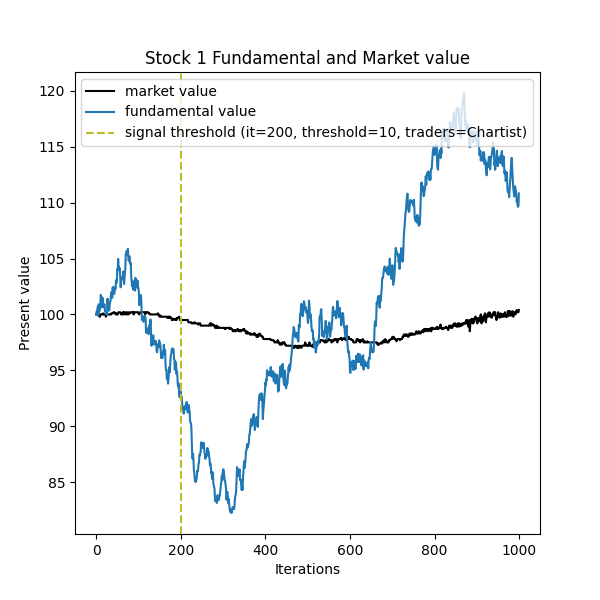 Stock 1 Fundamental and Market value
market value
fundamental value
signal threshold (it=200, threshold=10, traders=Chartist)
Present value
120
115
110
105
100
95
90
85
0 200 400 600 800 1000
Iterations